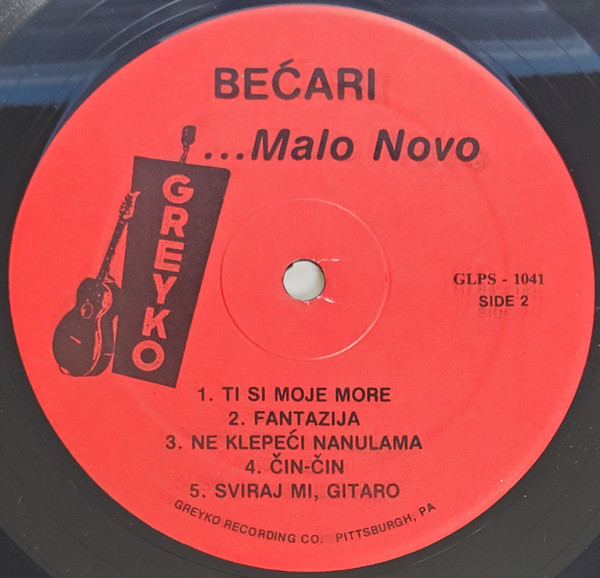 BEĆARI
...Malo Novo
GREYKO
GLPS - 1041
SIDE 2
1. TI SI MOJE MORE
2. FANTAZIJA
3. NE KLEPEĆI NANULAMA
4. ČIN-ČIN
5. SVIRAJ MI, GITARO
GREYKO RECORDING CO. PITTSBURGH, PA